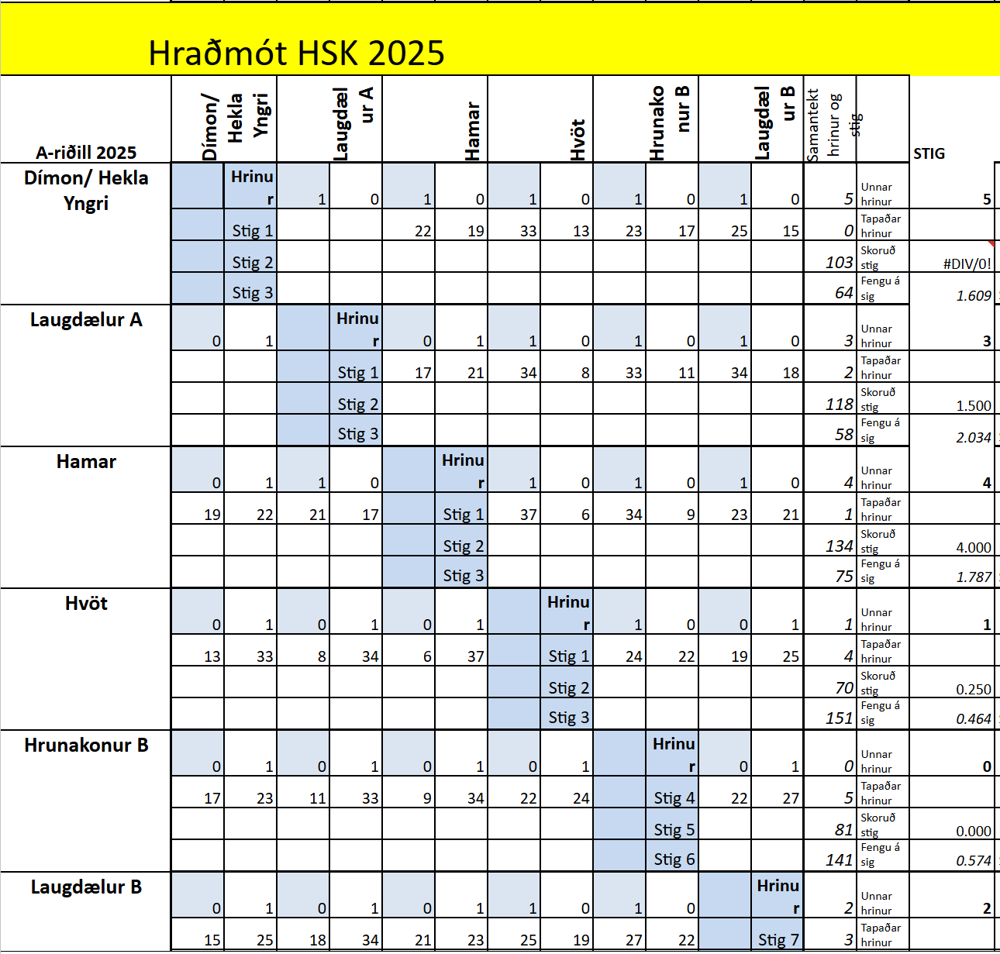 Hraðmót HSK 2025
A-riðill 2025 Dímon/ Hekla Yngri Laugdælur A Hamar Hvöt Hrunakonur B Laugdælur B Samantekt hrinur og stig STIG
Dímon/ Hekla Yngri Hrinur 1 0 1 0 1 0 1 0 1 0 5 Unnar hrinur 5
Stig 1 22 19 33 13 23 17 25 15 0 Tapaðar hrinur
Stig 2 103 Skoruð stig #DIV/0!
Stig 3 64 Fengu á sig 1.609
Laugdælur A 0 1 Hrinur 0 1 1 0 1 0 1 0 3 Unnar hrinur 3
Stig 1 17 21 34 8 33 11 34 18 2 Tapaðar hrinur
Stig 2 118 Skoruð stig 1.500
Stig 3 58 Fengu á sig 2.034
Hamar 0 1 1 0 Hrinur 1 0 1 0 1 0 4 Unnar hrinur 4
19 22 21 17 Stig 1 37 6 34 9 23 21 1 Tapaðar hrinur
Stig 2 134 Skoruð stig 4.000
Stig 3 75 Fengu á sig 1.787
Hvöt 0 1 0 1 0 1 Hrinur 1 0 0 1 1 Unnar hrinur 1
13 33 8 34 6 37 Stig 1 24 22 19 25 4 Tapaðar hrinur
Stig 2 70 Skoruð stig 0.250
Stig 3 151 Fengu á sig 0.464
Hrunakonur B 0 1 0 1 0 1 0 1 Hrinur 0 1 0 Unnar hrinur 0
17 23 11 33 9 34 22 24 Stig 4 22 27 5 Tapaðar hrinur
Stig 5 81 Skoruð stig 0.000
Stig 6 141 Fengu á sig 0.574
Laugdælur B 0 1 0 1 0 1 1 0 1 0 Hrinur 2 Unnar hrinur 2
15 25 18 34 21 23 25 19 27 22 Stig 7 3 Tapaðar hrinur